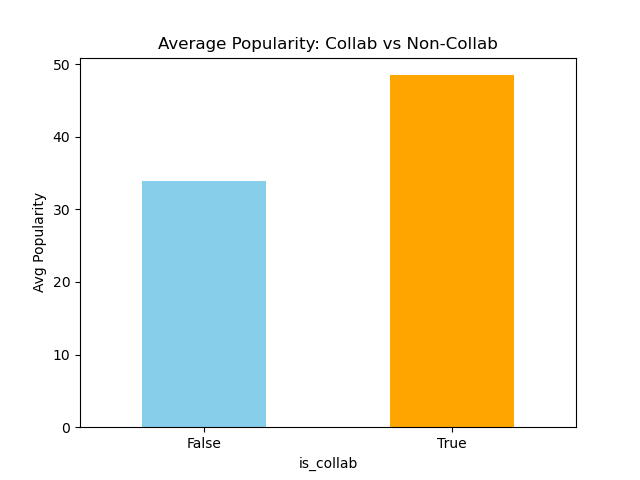 Average Popularity: Collab vs Non-Collab
50
40
30
20
10
0
Avg Popularity
False
True
is_collab